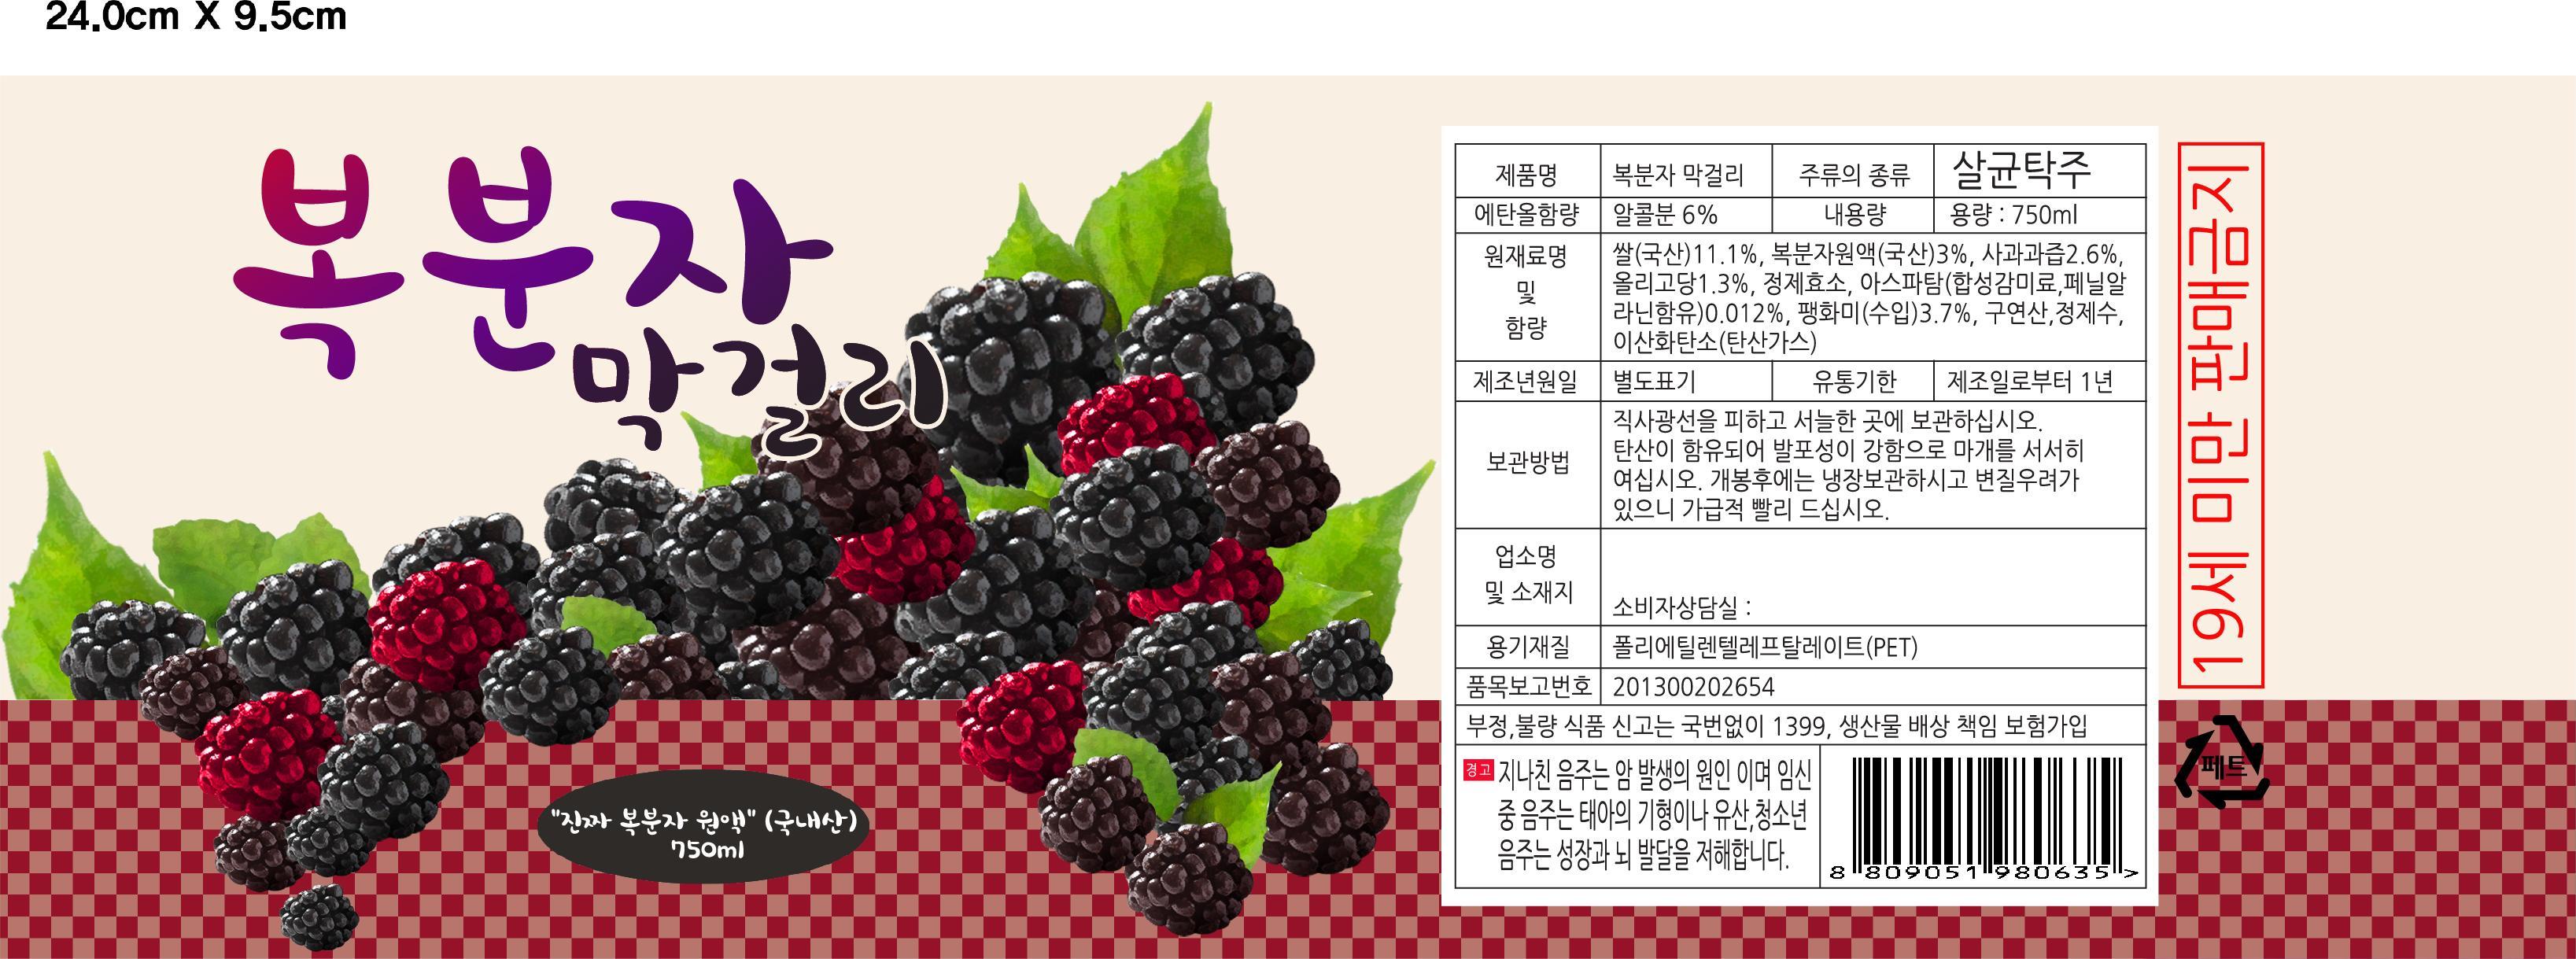 24.0cm X 9.5cm
복분자
막걸리
"진짜 복분자 원액" (국내산)
750ml
제품명 복분자 막걸리 주류의 종류 살균탁주
에탄올함량 알콜분 6% 내용량 용량 : 750ml
원재료명
및
함량
쌀(국산)11.1%, 복분자원액(국산)3%, 사과과즙2.6%,
올리고당1.3%, 정제효소, 아스파탐(합성감미료,페닐알
라닌함유)0.012%, 팽화미(수입)3.7%, 구연산,정제수,
이산화탄소(탄산가스)
제조년원일 별도표기 유통기한 제조일로부터 1년
보관방법
직사광선을 피하고 서늘한 곳에 보관하십시오.
탄산이 함유되어 발포성이 강함으로 마개를 서서히
여십시오. 개봉후에는 냉장보관하시고 변질우려가
있으니 가급적 빨리 드십시오.
업소명
및 소재지
소비자상담실 :
용기재질 폴리에틸렌텔레프탈레이트(PET)
품목보고번호 201300202654
부정,불량 식품 신고는 국번없이 1399, 생산물 배상 책임 보험가입
경고 지나친 음주는 암 발생의 원인 이며 임신
중 음주는 태아의 기형이나 유산,청소년
음주는 성장과 뇌 발달을 저해합니다.
8 809051 980635 >
19세 미만 판매금지
페트